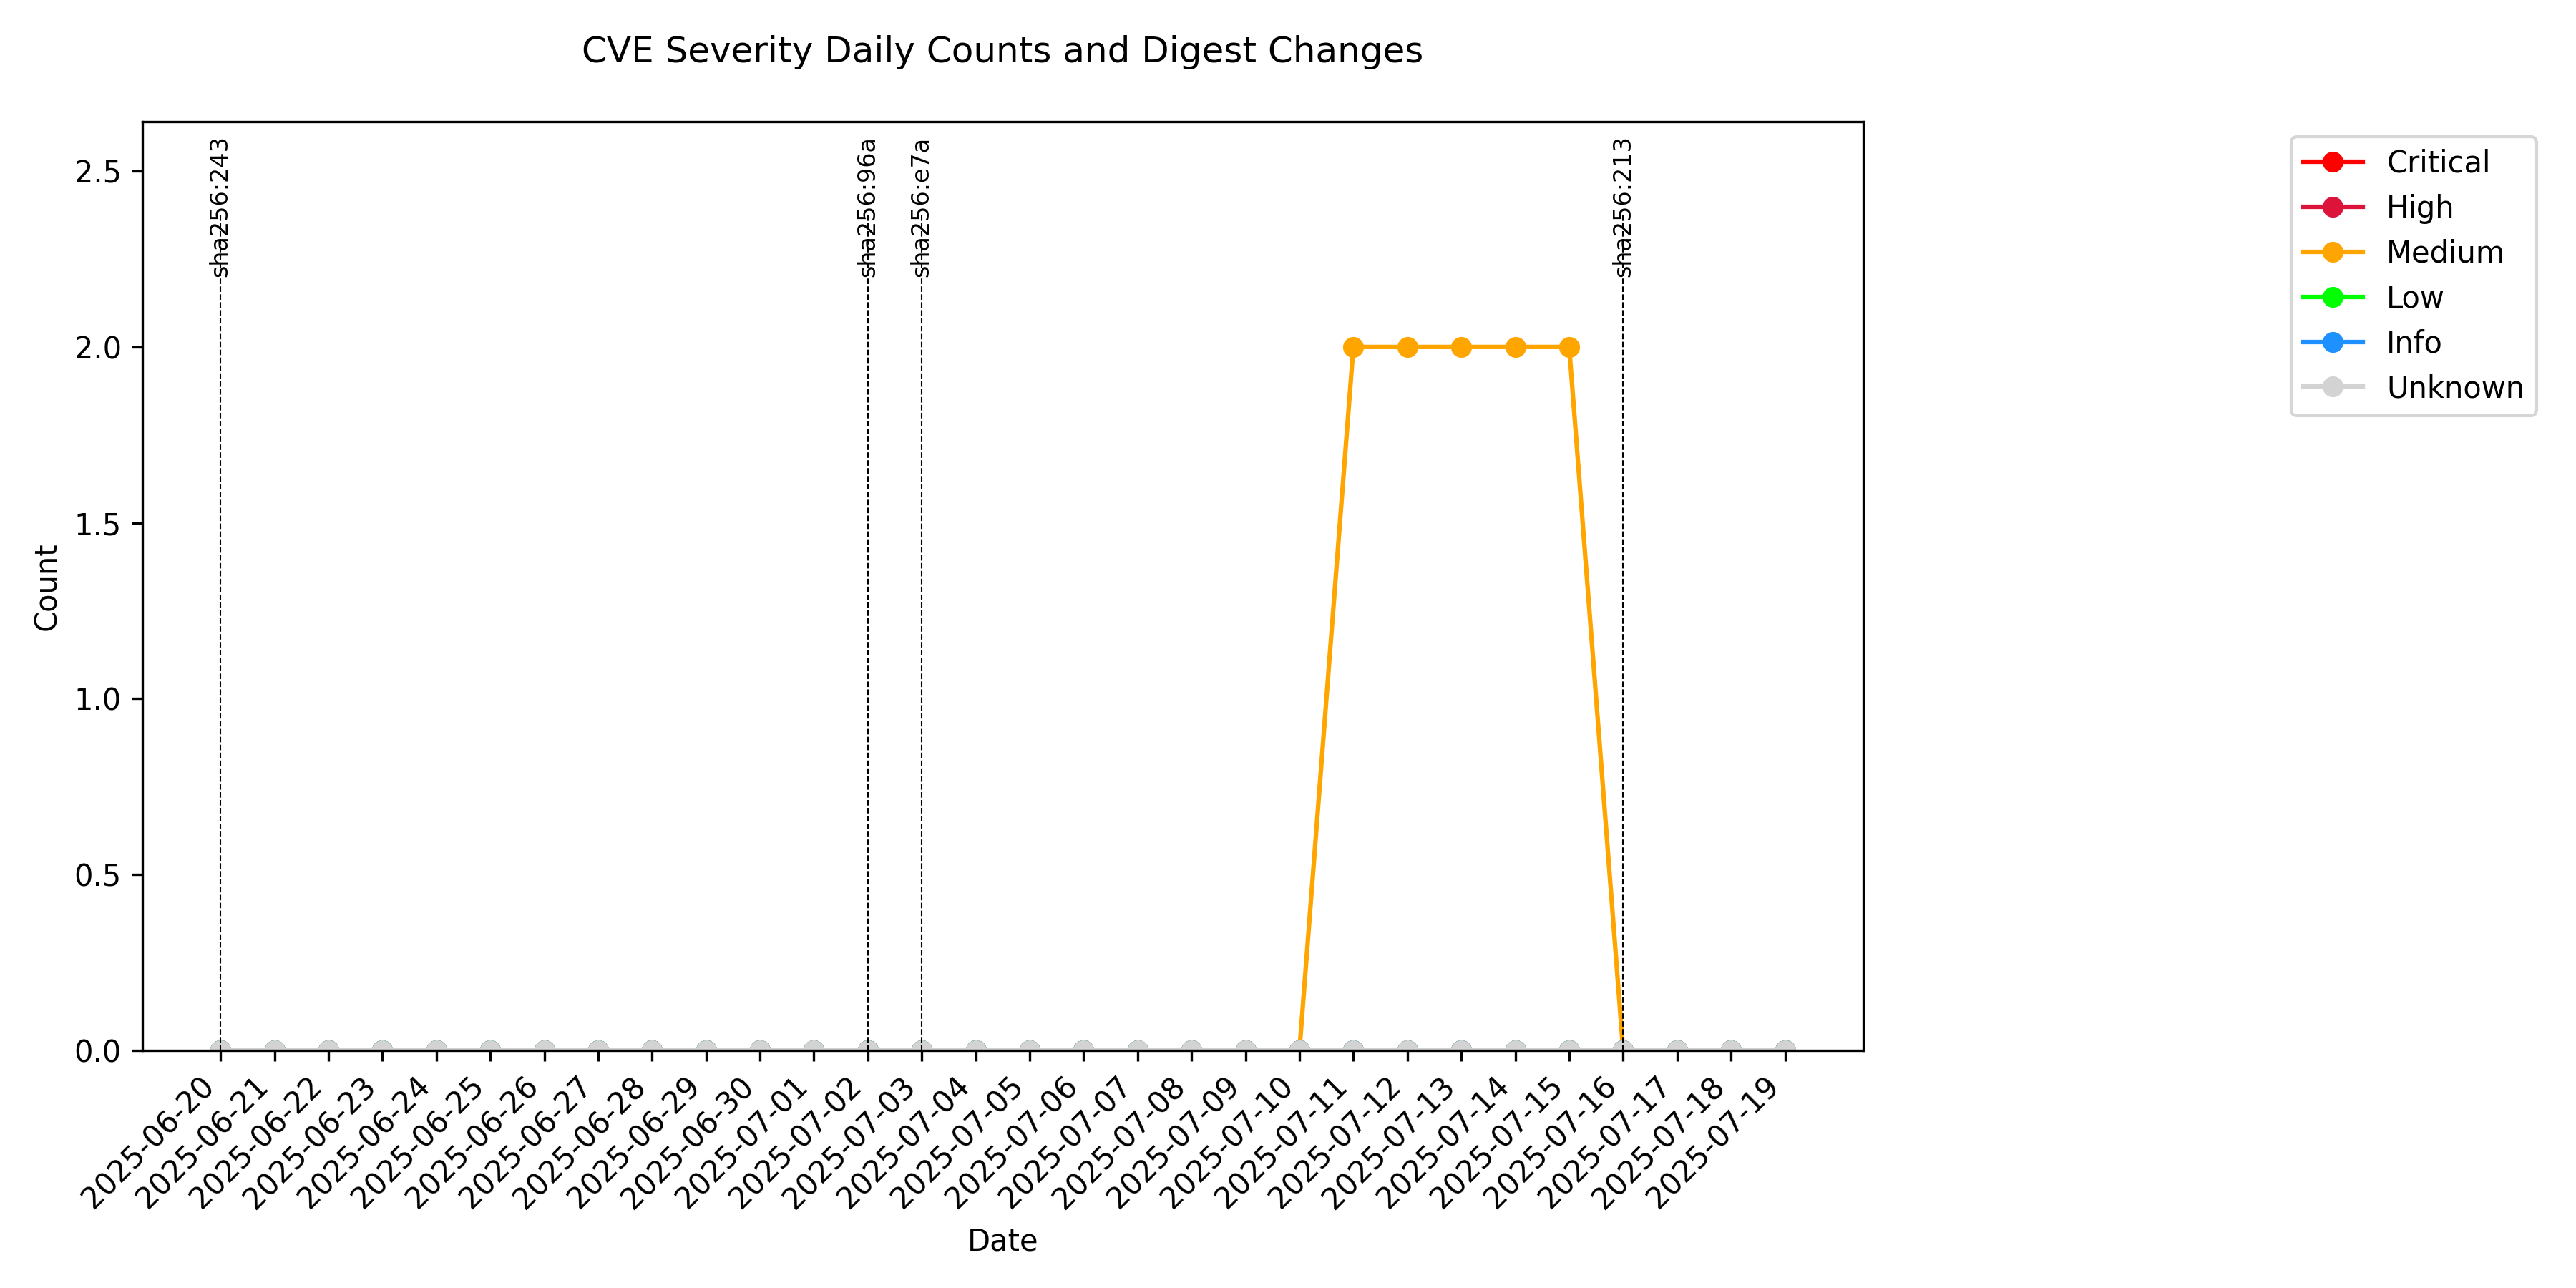 CVE Severity Daily Counts and Digest Changes
sha256:243
sha256:96a
sha256:e7a
sha256:213
Critical
High
Medium
Low
Info
Unknown
Count
2.5
2.0
1.5
1.0
0.5
0.0
2025-06-20
2025-06-21
2025-06-22
2025-06-23
2025-06-24
2025-06-25
2025-06-26
2025-06-27
2025-06-28
2025-06-29
2025-06-30
2025-07-01
2025-07-02
2025-07-03
2025-07-04
2025-07-05
2025-07-06
2025-07-07
2025-07-08
2025-07-09
2025-07-10
2025-07-11
2025-07-12
2025-07-13
2025-07-14
2025-07-15
2025-07-16
2025-07-17
2025-07-18
2025-07-19
Date